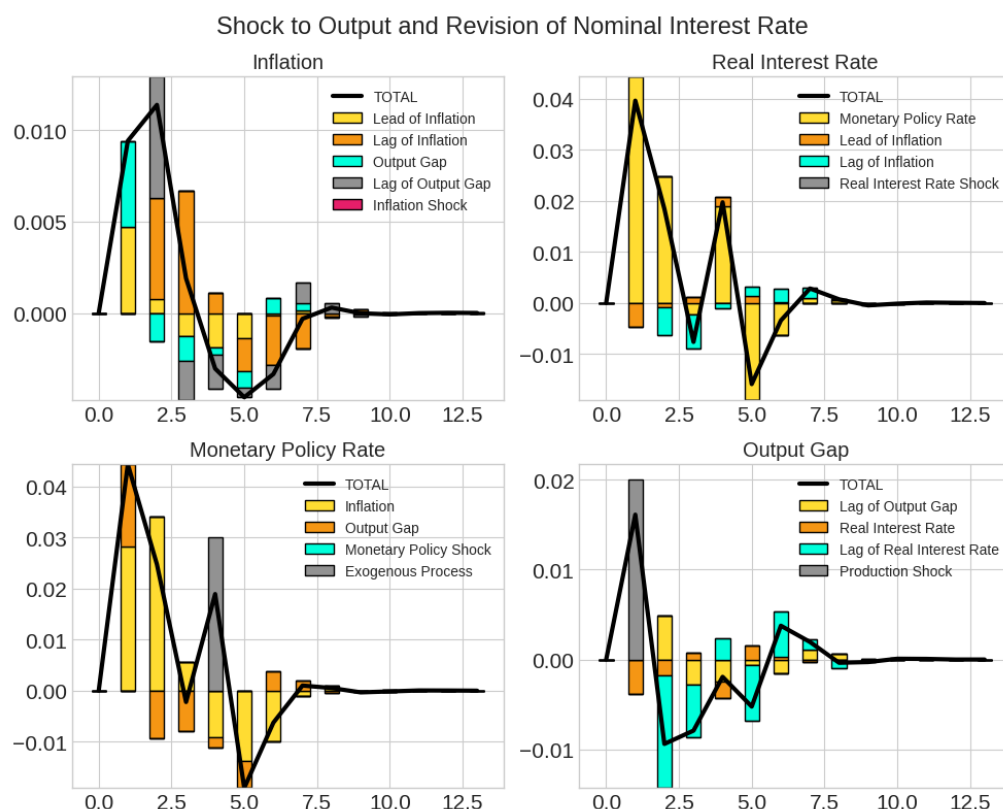 Shock to Output and Revision of Nominal Interest Rate
Inflation
0.010
0.005
0.000
TOTAL
Lead of Inflation
Lag of Inflation
Output Gap
Lag of Output Gap
Inflation Shock
0.0 2.5 5.0 7.5 10.0 12.5
Real Interest Rate
0.04
0.03
0.02
0.01
0.00
−0.01
TOTAL
Monetary Policy Rate
Lead of Inflation
Lag of Inflation
Real Interest Rate Shock
0.0 2.5 5.0 7.5 10.0 12.5
Monetary Policy Rate
0.04
0.03
0.02
0.01
0.00
−0.01
TOTAL
Inflation
Output Gap
Monetary Policy Shock
Exogenous Process
0.0 2.5 5.0 7.5 10.0 12.5
Output Gap
0.02
0.01
0.00
−0.01
TOTAL
Lag of Output Gap
Real Interest Rate
Lag of Real Interest Rate
Production Shock
0.0 2.5 5.0 7.5 10.0 12.5